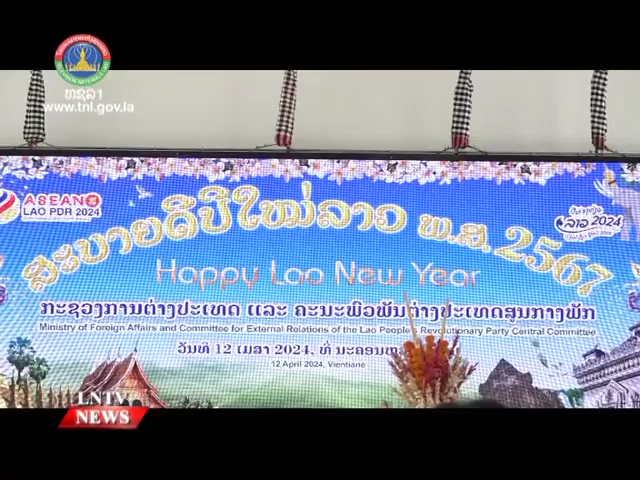 ທຊລ1
www.tnl.gov.la
ASEAN
LAO PDR 2024
ລາວ 2024
ສະບາຍດີປີໃໝ່ລາວ ພ.ສ. 2567
Happy Lao New Year
ກະຊວງການຕ່າງປະເທດ ແລະ ຄະນະພົວພັນຕ່າງປະເທດສູນກາງພັກ
Ministry of Foreign Affairs and Committee for External Relations of the Lao People Revolutionary Party Central Committee
ວັນທີ 12 ເມສາ 2024, ທີ່ ນະຄອນ
12 April 2024, Vientiane
LNTV
NEWS